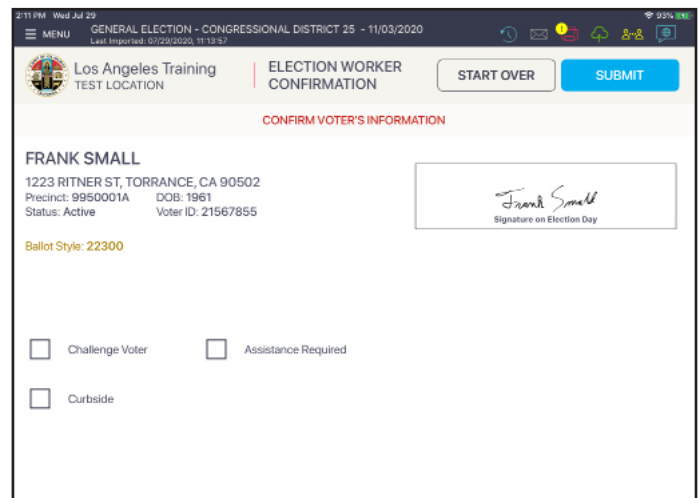 2:11 PM Wed Jul 29
93%
MENU
GENERAL ELECTION - CONGRESSIONAL DISTRICT 25 - 11/03/2020
Last Imported: 07/29/2020, 11:13:57
Los Angeles Training
TEST LOCATION
ELECTION WORKER
CONFIRMATION
START OVER
SUBMIT
CONFIRM VOTER'S INFORMATION
FRANK SMALL
1223 RITNER ST, TORRANCE, CA 90502
Precinct: 9950001A DOB: 1961
Status: Active Voter ID: 21567855
Frank Small
Signature on Election Day
Ballot Style: 22300
Challenge Voter
Assistance Required
Curbside